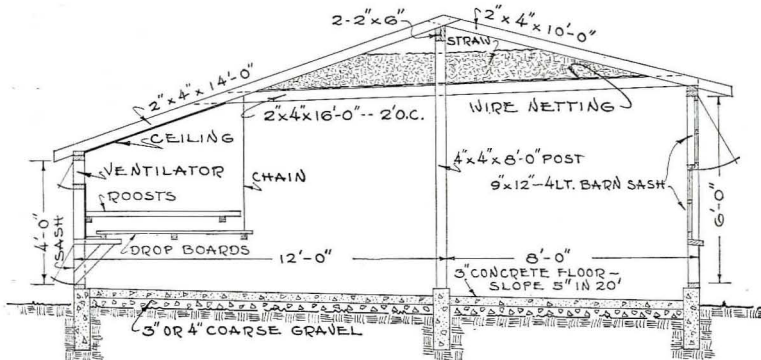 2-2"x6"
2"x4"x10'-0"
STRAW
2"x4"x14'-0"
2"x4"x16'-0"--2'O.C.
WIRE NETTING
CEILING
VENTILATOR
CHAIN
4"x4"x8'-0" POST
ROOSTS
9"x12"-4LT. BARN SASH
4'-0"
SASH
6'-0"
DROP BOARDS
12'-0"
8'-0"
3" CONCRETE FLOOR-
SLOPE 5" IN 20'
3" OR 4" COARSE GRAVEL